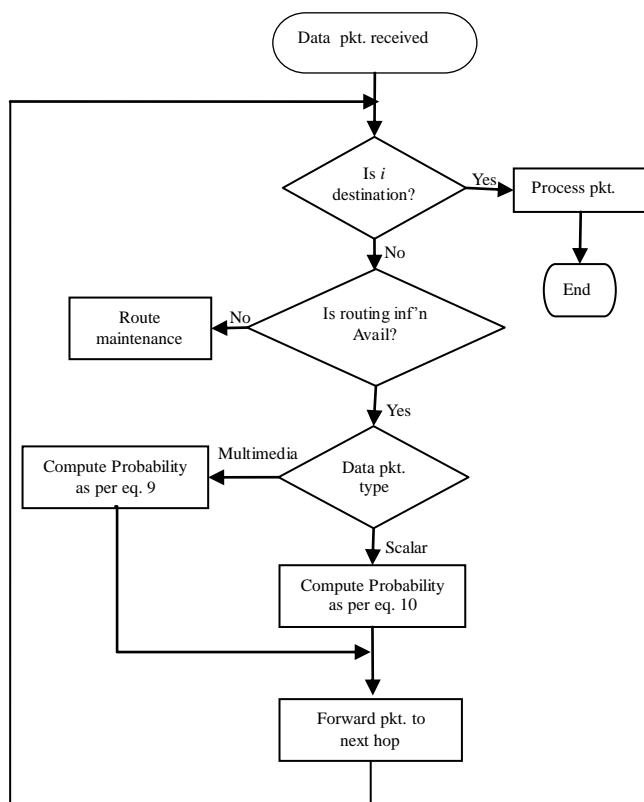 Data pkt. received
Is i
destination?
Yes
Process pkt.
No
End
Is routing inf’n
Avail?
No
Route
maintenance
Yes
Data pkt.
type
Multimedia
Compute Probability
as per eq. 9
Scalar
Compute Probability
as per eq. 10
Forward pkt. to
next hop